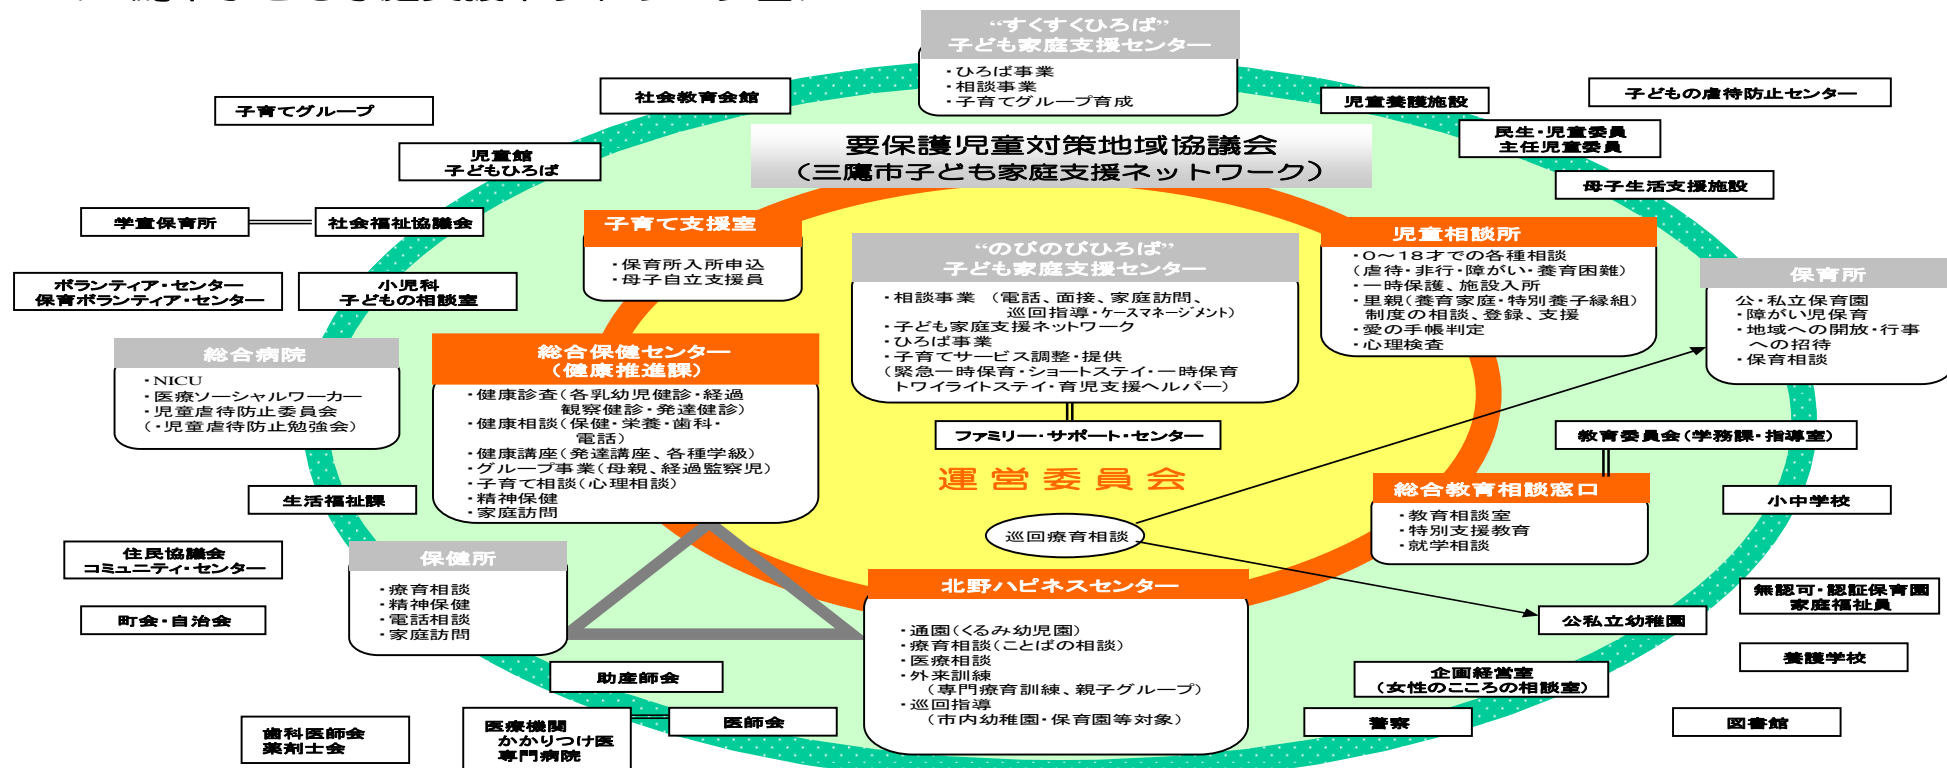 “すくすくひろば”
子ども家庭支援センター
・ひろば事業
・相談事業
・子育てグループ育成
子育てグループ
社会教育会館
児童養護施設
子どもの虐待防止センター
児童館
子どもひろば
民生・児童委員
主任児童委員
要保護児童対策地域協議会
（三鷹市子ども家庭支援ネットワーク）
母子生活支援施設
学童保育所
社会福祉協議会
子育て支援室
・保育所入所申込
・母子自立支援員
“のびのびひろば”
子ども家庭支援センター
・相談事業 （電話、面接、家庭訪問、
巡回指導・ケースマネージメント）
・子ども家庭支援ネットワーク
・ひろば事業
・子育てサービス調整・提供
（緊急一時保育・ショートステイ・一時保育
トワイライトステイ・育児支援ヘルパー）
児童相談所
・0～18才での各種相談
（虐待・非行・障がい・養育困難）
・一時保護、施設入所
・里親（養育家庭・特別養子縁組）
制度の相談、登録、支援
・愛の手帳判定
・心理検査
保育所
公・私立保育園
・障がい児保育
・地域への開放・行事
への招待
・保育相談
ボランティア・センター
保育ボランティア・センター
小児科
子どもの相談室
総合病院
・NICU
・医療ソーシャルワーカー
・児童虐待防止委員会
（・児童虐待防止勉強会）
総合保健センター
（健康推進課）
・健康診査（各乳幼児健診・経過
観察健診・発達健診）
・健康相談（保健・栄養・歯科・
電話）
・健康講座（発達講座、各種学級）
・グループ事業（母親、経過監察児）
・子育て相談（心理相談）
・精神保健
・家庭訪問
ファミリー・サポート・センター
運営委員会
教育委員会（学務課・指導室）
総合教育相談窓口
・教育相談室
・特別支援教育
・就学相談
小中学校
生活福祉課
巡回療育相談
住民協議会
コミュニティ・センター
保健所
・療育相談
・精神保健
・電話相談
・家庭訪問
北野ハピネスセンター
・通園（くるみ幼児園）
・療育相談（ことばの相談）
・医療相談
・外来訓練
（専門療育訓練、親子グループ）
・巡回指導
（市内幼稚園・保育園等対象）
無認可・認証保育園
家庭福祉員
町会・自治会
公私立幼稚園
養護学校
助産師会
企画経営室
（女性のこころの相談室）
歯科医師会
薬剤士会
医療機関
かかりつけ医
専門病院
医師会
警察
図書館